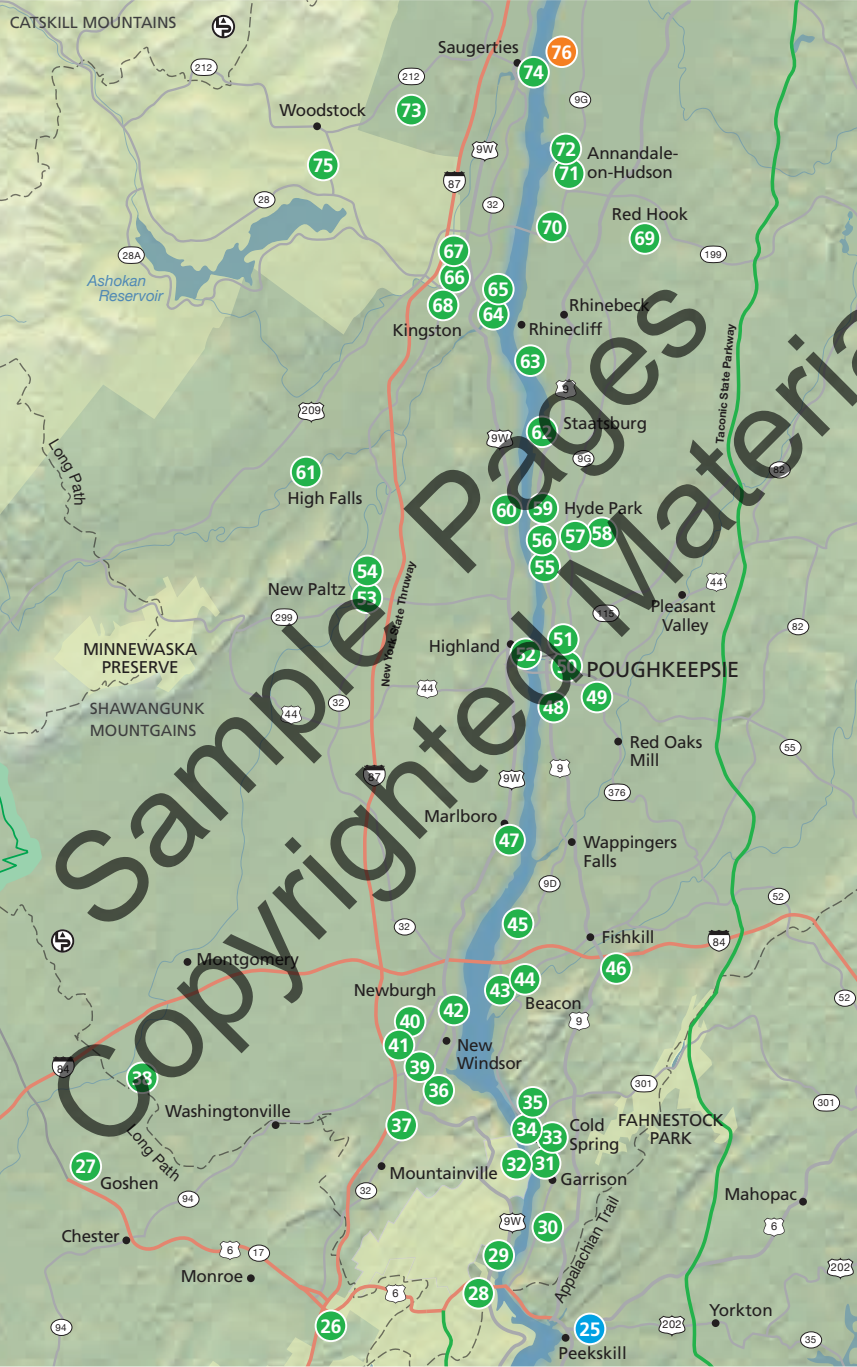 CATSKILL MOUNTAINS
LP
Saugerties
76
212
74
212
73
9G
Woodstock
72
Annandale-
on-Hudson
71
9W
75
87
28
32
Red Hook
70
69
67
28A
199
66
Ashokan
Reservoir
65
68
64
Rhinebeck
Kingston
Rhinecliff
63
Taconic State Parkway
9
209
62
Staatsburg
9W
9G
Long Path
61
82
High Falls
60
59
Hyde Park
56
57
58
54
55
New Paltz
53
44
299
115
Pleasant
Valley
New York State Thruway
82
51
Highland
52
MINNEWASKA
PRESERVE
50
POUGHKEEPSIE
44
49
SHAWANGUNK
MOUNTGAINS
32
48
44
Red Oaks
Mill
55
87
9W
9
376
Marlboro
47
Wappingers
Falls
9D
52
45
32
Fishkill
LP
84
Montgomery
46
44
43
Newburgh
Beacon
52
42
40
9
New
Windsor
41
39
84
38
36
301
35
301
Washingtonville
37
34
Cold
Spring
33
FAHNESTOCK
PARK
Long Path
27
32
31
Mountainville
Garrison
Goshen
32
94
Mahopac
9W
30
6
Chester
6
17
29
Appalachian Trail
202
Monroe
28
6
94
26
25
202
Yorkton
35
Peekskill
Sample Pages
Copyrighted Materia